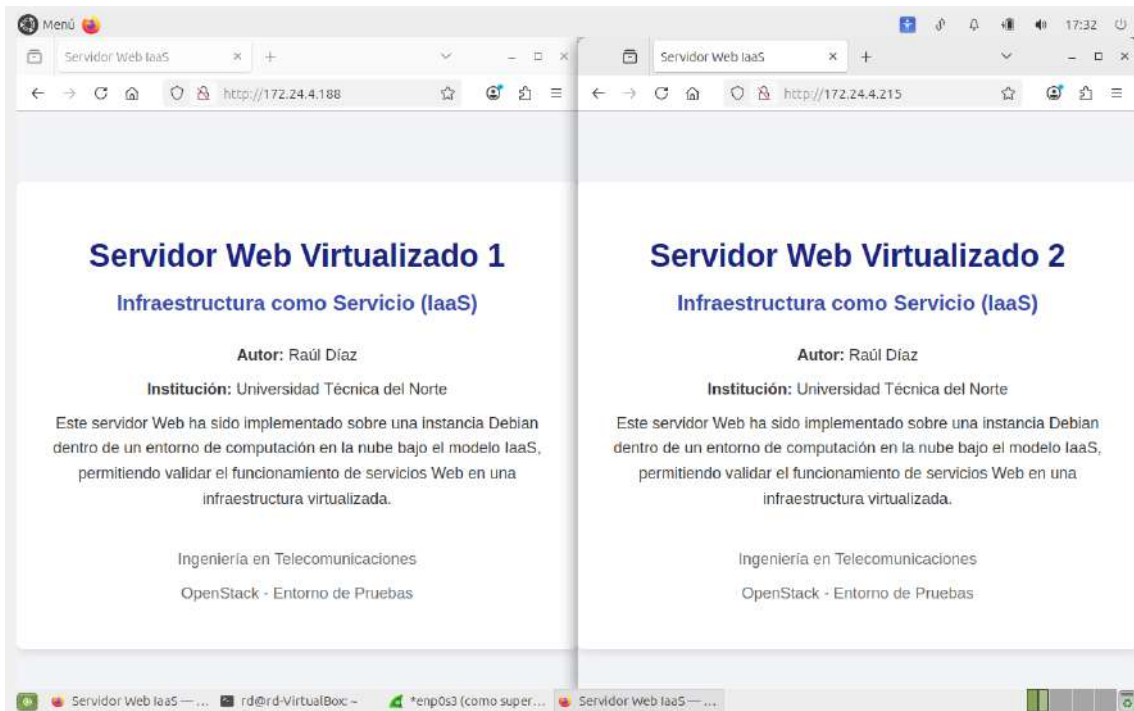 Menú
17:32
Servidor Web IaaS
http://172.24.4.188
Servidor Web Virtualizado 1
Infraestructura como Servicio (IaaS)
Autor: Raúl Díaz
Institución: Universidad Técnica del Norte
Este servidor Web ha sido implementado sobre una instancia Debian
dentro de un entorno de computación en la nube bajo el modelo IaaS,
permitiendo validar el funcionamiento de servicios Web en una
infraestructura virtualizada.
Ingeniería en Telecomunicaciones
OpenStack - Entorno de Pruebas
Servidor Web IaaS
http://172.24.4.215
Servidor Web Virtualizado 2
Infraestructura como Servicio (IaaS)
Autor: Raúl Díaz
Institución: Universidad Técnica del Norte
Este servidor Web ha sido implementado sobre una instancia Debian
dentro de un entorno de computación en la nube bajo el modelo IaaS,
permitiendo validar el funcionamiento de servicios Web en una
infraestructura virtualizada.
Ingeniería en Telecomunicaciones
OpenStack - Entorno de Pruebas
Servidor Web IaaS — ...
rd@rd-VirtualBox: ~
*enp0s3 (como super...
Servidor Web IaaS — ...